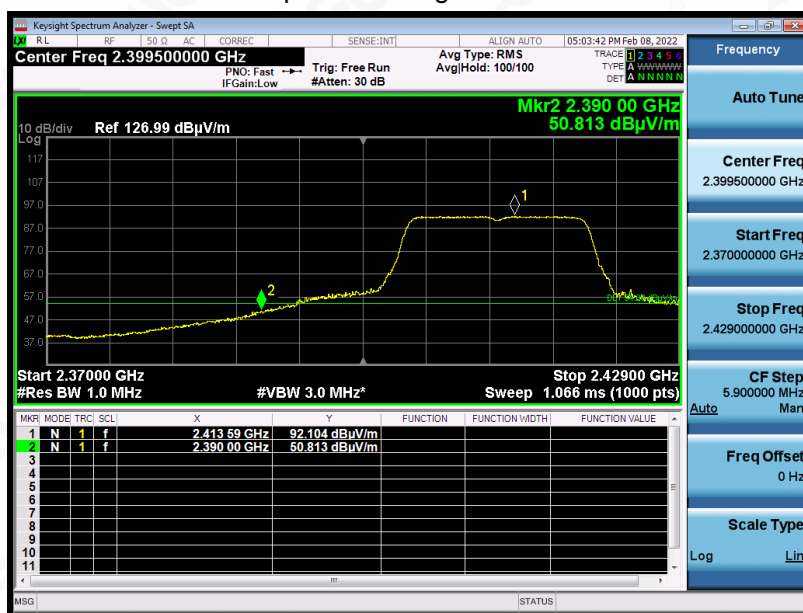 Keysight Spectrum Analyzer - Swept SA
LXI RL RF 50 Ω AC CORREC SENSE:INT ALIGN AUTO 05:03:42 PM Feb 08, 2022
Center Freq 2.399500000 GHz
PNO: Fast
IFGain:Low
Trig: Free Run
#Atten: 30 dB
Avg Type: RMS
Avg|Hold: 100/100
TRACE 1 2 3 4 5 6
TYPE A WWWWW
DET A N N N N N
Mkr2 2.390 00 GHz
50.813 dBµV/m
10 dB/div Ref 126.99 dBµV/m
Log
117
107
97.0
87.0
77.0
67.0
57.0
47.0
37.0
1
2
Start 2.37000 GHz Stop 2.42900 GHz
#Res BW 1.0 MHz #VBW 3.0 MHz* Sweep 1.066 ms (1000 pts)
MKR MODE TRC SCL X Y FUNCTION FUNCTION WIDTH FUNCTION VALUE
1 N 1 f 2.413 59 GHz 92.104 dBµV/m
2 N 1 f 2.390 00 GHz 50.813 dBµV/m
3
4
5
6
7
8
9
10
11
MSG STATUS
Frequency
Auto Tune
Center Freq
2.399500000 GHz
Start Freq
2.370000000 GHz
Stop Freq
2.429000000 GHz
CF Step
5.900000 MHz
Auto Man
Freq Offset
0 Hz
Scale Type
Log Lin